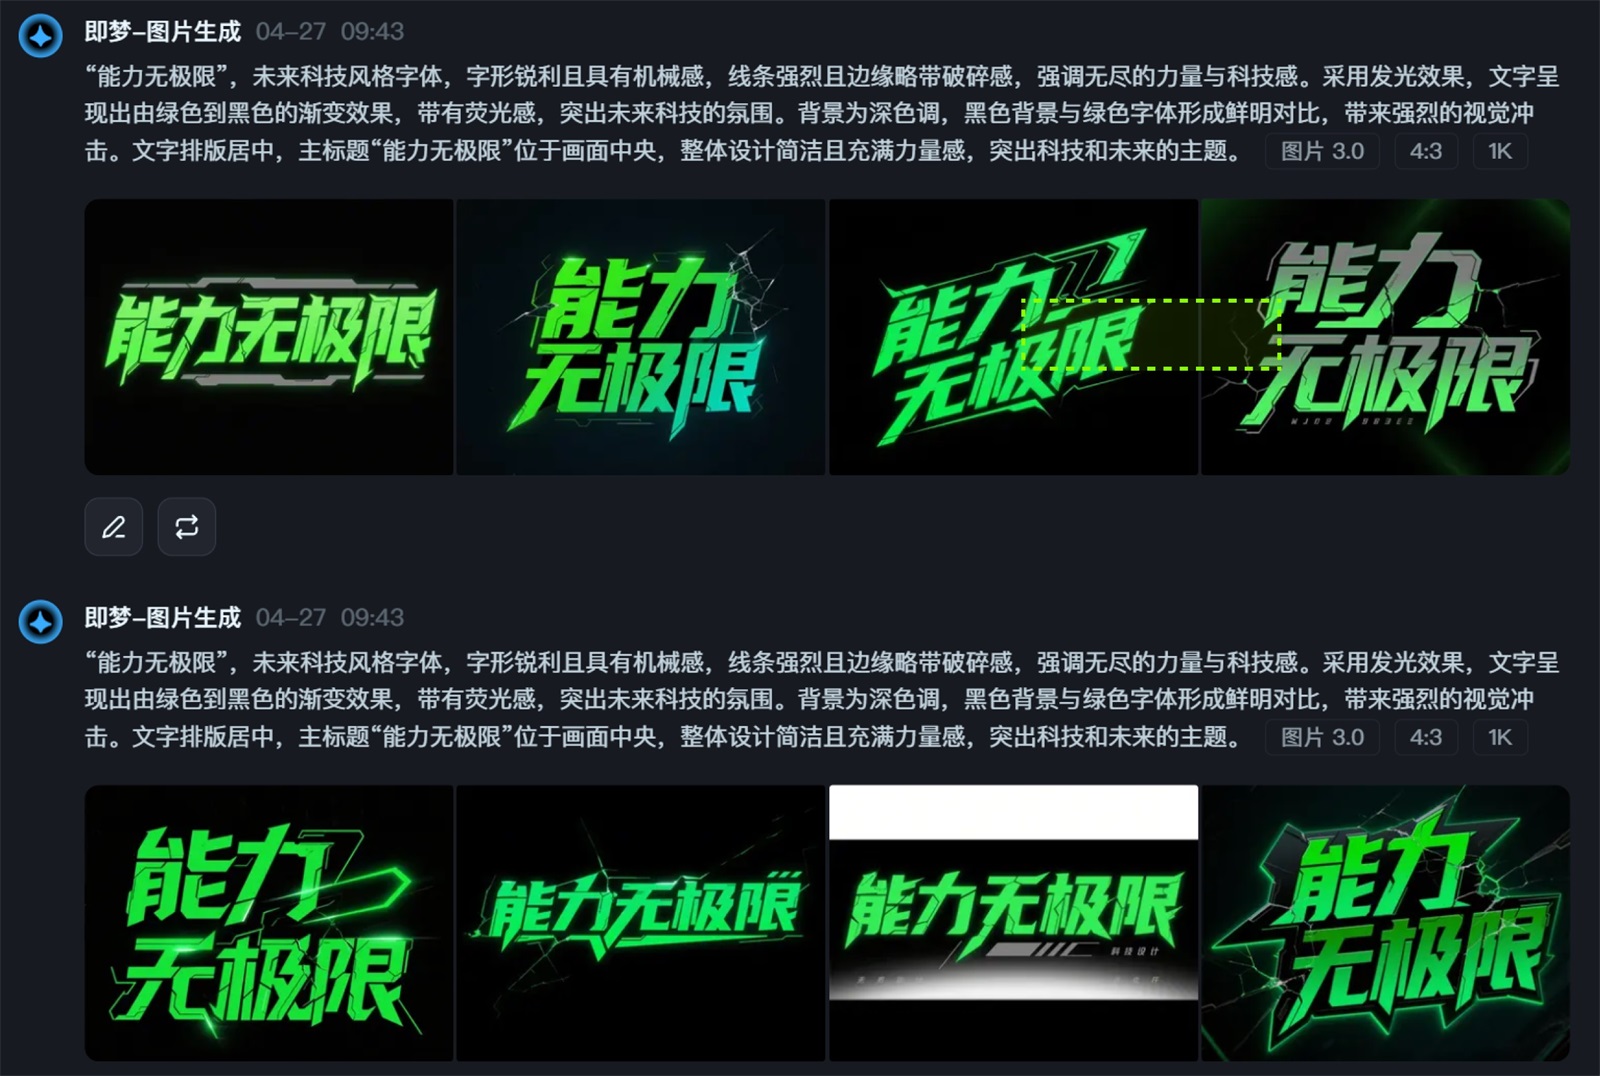 即梦-图片生成 04-27 09:43
“能力无极限”，未来科技风格字体，字形锐利且具有机械感，线条强烈且边缘略带破碎感，强调无尽的力量与科技感。采用发光效果，文字呈
现出由绿色到黑色的渐变效果，带有荧光感，突出未来科技的氛围。背景为深色调，黑色背景与绿色字体形成鲜明对比，带来强烈的视觉冲
击。文字排版居中，主标题“能力无极限”位于画面中央，整体设计简洁且充满力量感，突出科技和未来的主题。 图片 3.0 4:3 1K
能力无极限
能力
无极限
能力
无极限
能力
无极限
即梦-图片生成 04-27 09:43
“能力无极限”，未来科技风格字体，字形锐利且具有机械感，线条强烈且边缘略带破碎感，强调无尽的力量与科技感。采用发光效果，文字呈
现出由绿色到黑色的渐变效果，带有荧光感，突出未来科技的氛围。背景为深色调，黑色背景与绿色字体形成鲜明对比，带来强烈的视觉冲
击。文字排版居中，主标题“能力无极限”位于画面中央，整体设计简洁且充满力量感，突出科技和未来的主题。 图片 3.0 4:3 1K
能力
无极限
能力无极限
能力无极限
科技设计
能力
无极限